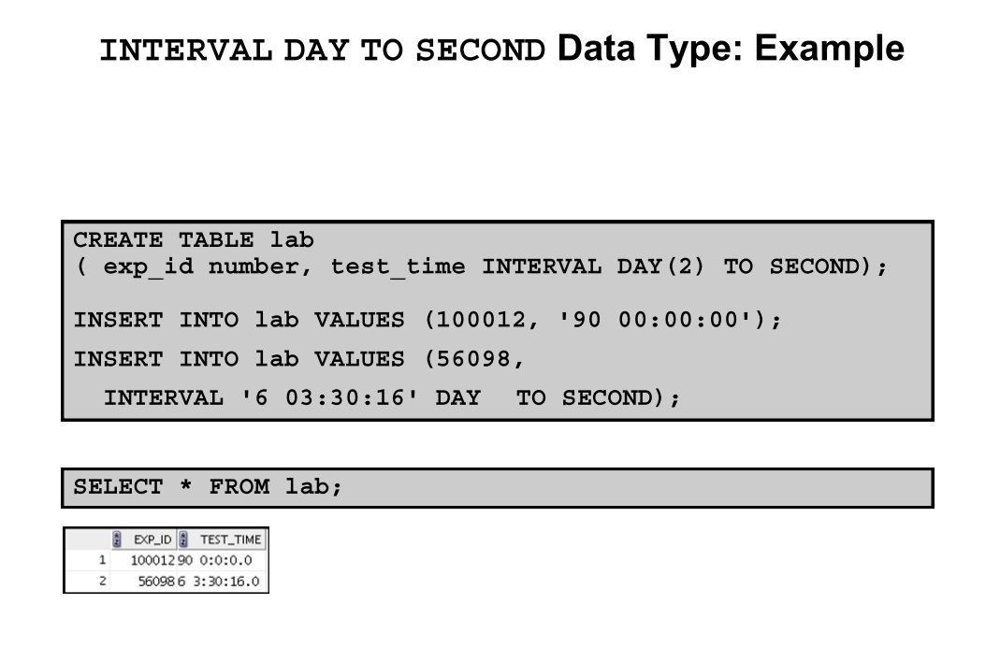 INTERVAL DAY TO SECOND Data Type: Example
CREATE TABLE lab
( exp_id number, test_time INTERVAL DAY(2) TO SECOND);
INSERT INTO lab VALUES (100012, '90 00:00:00');
INSERT INTO lab VALUES (56098,
INTERVAL '6 03:30:16' DAY TO SECOND);
SELECT * FROM lab;
EXP_ID TEST_TIME
1 100012 90 0:0:0.0
2 56098 6 3:30:16.0